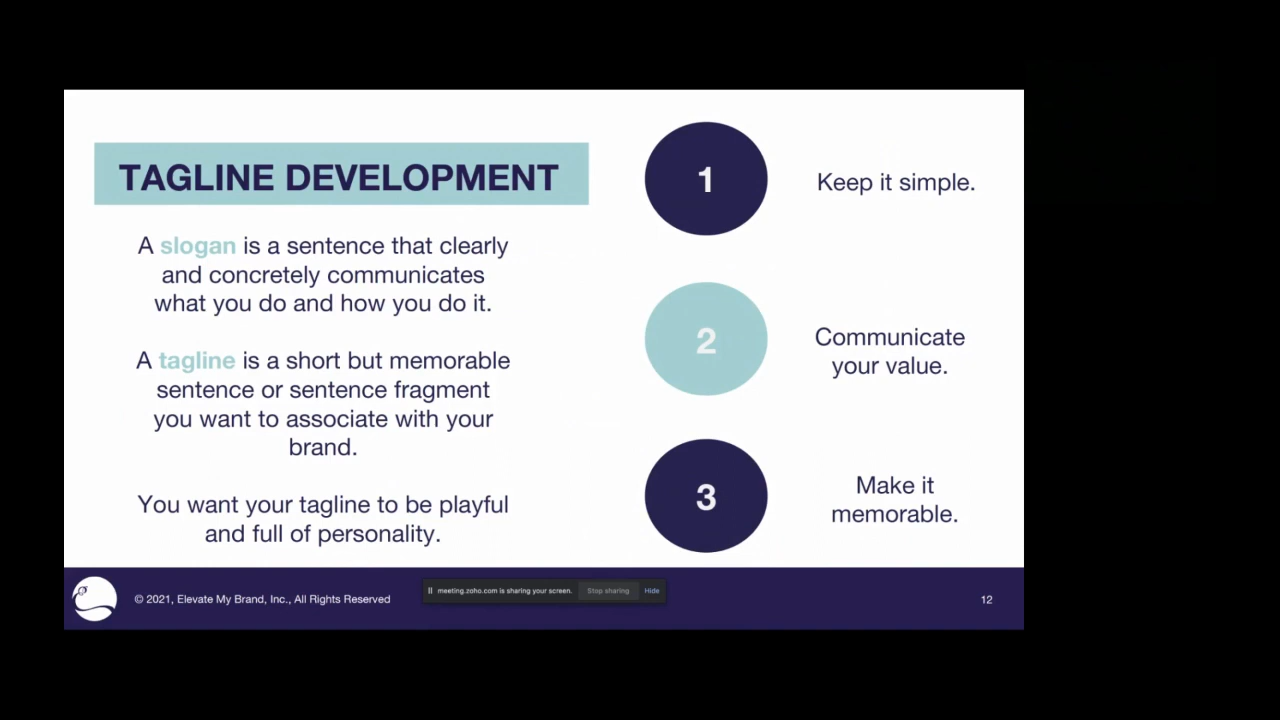 TAGLINE DEVELOPMENT
A slogan is a sentence that clearly
and concretely communicates
what you do and how you do it.
A tagline is a short but memorable
sentence or sentence fragment
you want to associate with your
brand.
You want your tagline to be playful
and full of personality.
1
Keep it simple.
2
Communicate
your value.
3
Make it
memorable.
© 2021, Elevate My Brand, Inc., All Rights Reserved
meeting.zoho.com is sharing your screen. Stop sharing Hide
12